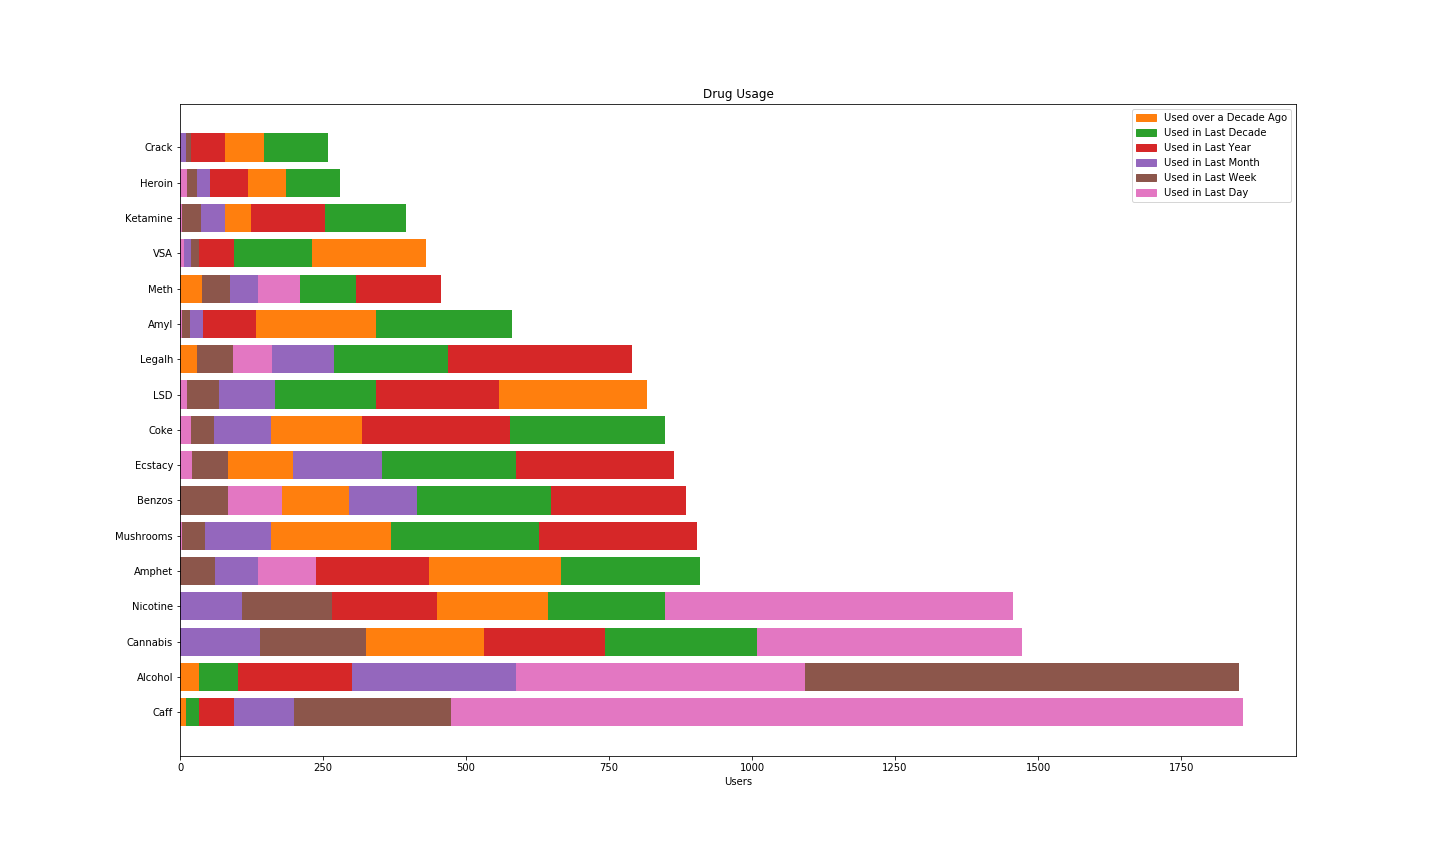 Drug Usage
Used over a Decade Ago
Used in Last Decade
Used in Last Year
Used in Last Month
Used in Last Week
Used in Last Day
Crack
Heroin
Ketamine
VSA
Meth
Amyl
Legalh
LSD
Coke
Ecstacy
Benzos
Mushrooms
Amphet
Nicotine
Cannabis
Alcohol
Caff
0 250 500 750 1000 1250 1500 1750
Users